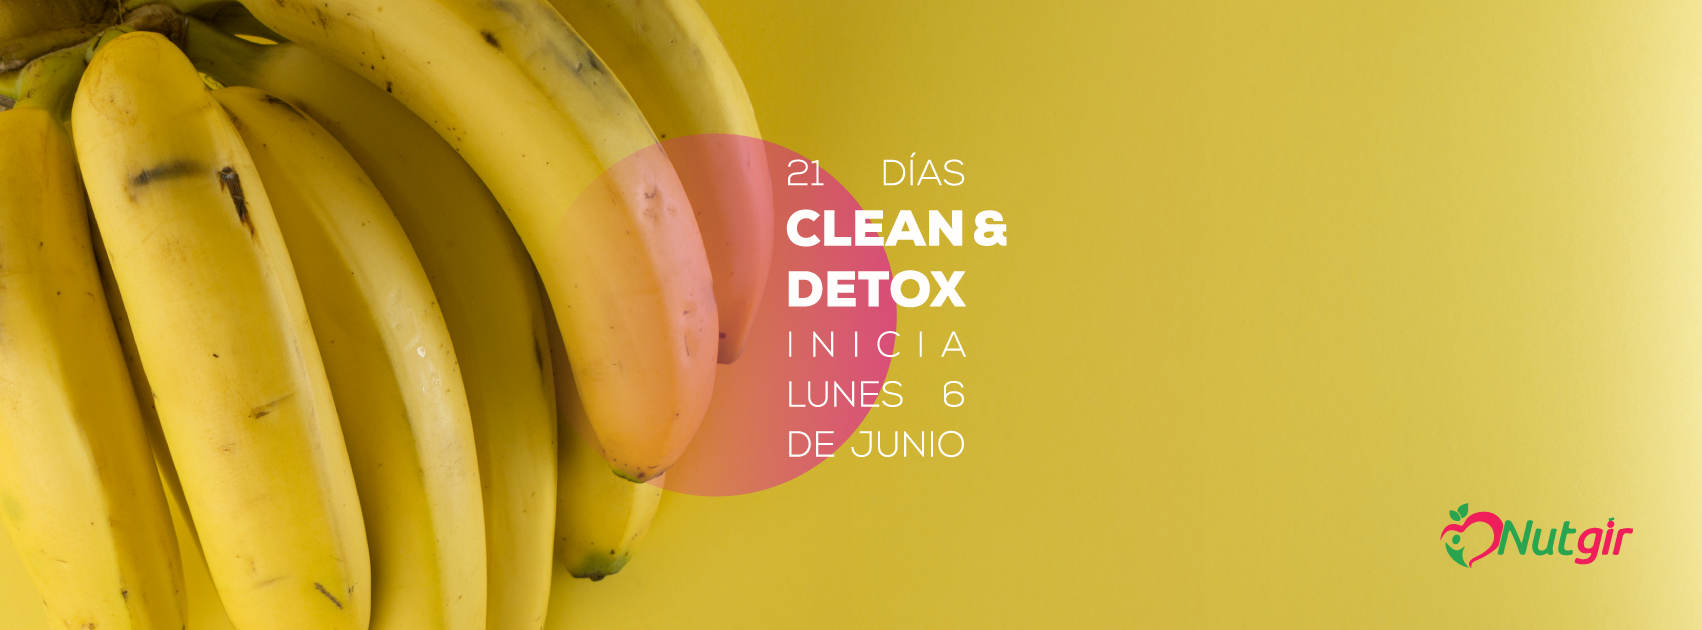 21 DÍAS
CLEAN &
DETOX
INICIA
LUNES 6
DE JUNIO
Nutgir